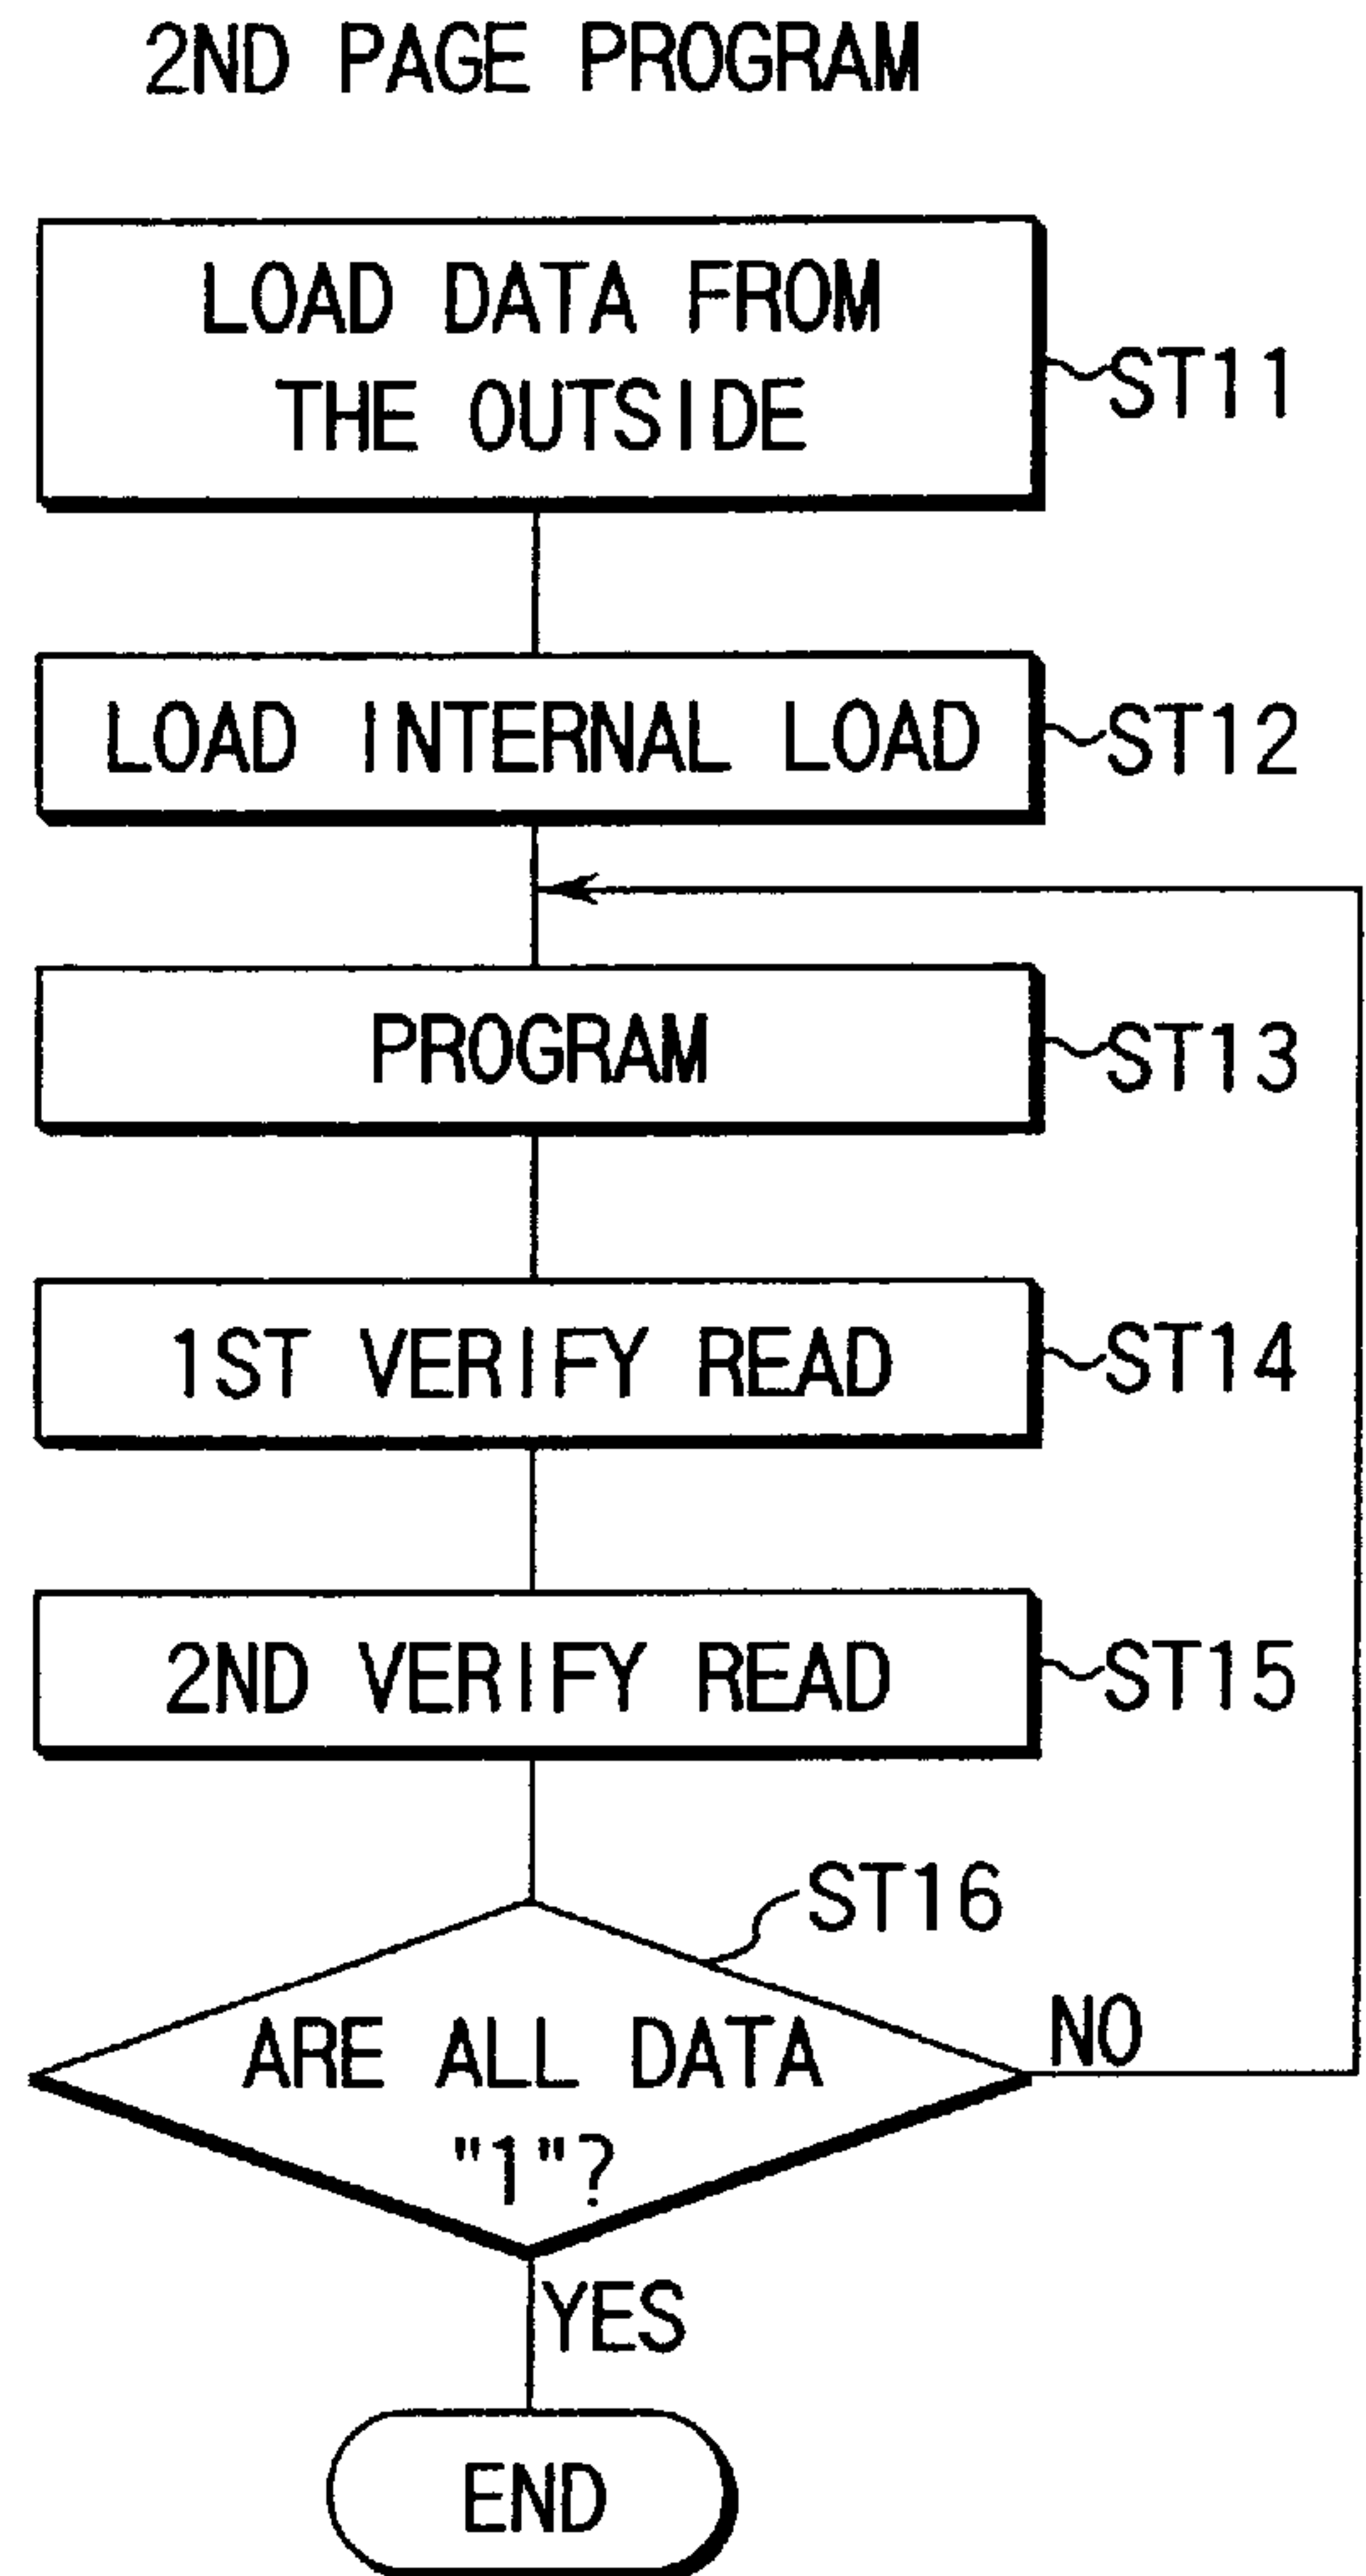 2ND PAGE PROGRAM
LOAD DATA FROM
THE OUTSIDE
ST11
LOAD INTERNAL LOAD
ST12
PROGRAM
ST13
1ST VERIFY READ
ST14
2ND VERIFY READ
ST15
ST16
ARE ALL DATA
"1"?
NO
YES
END